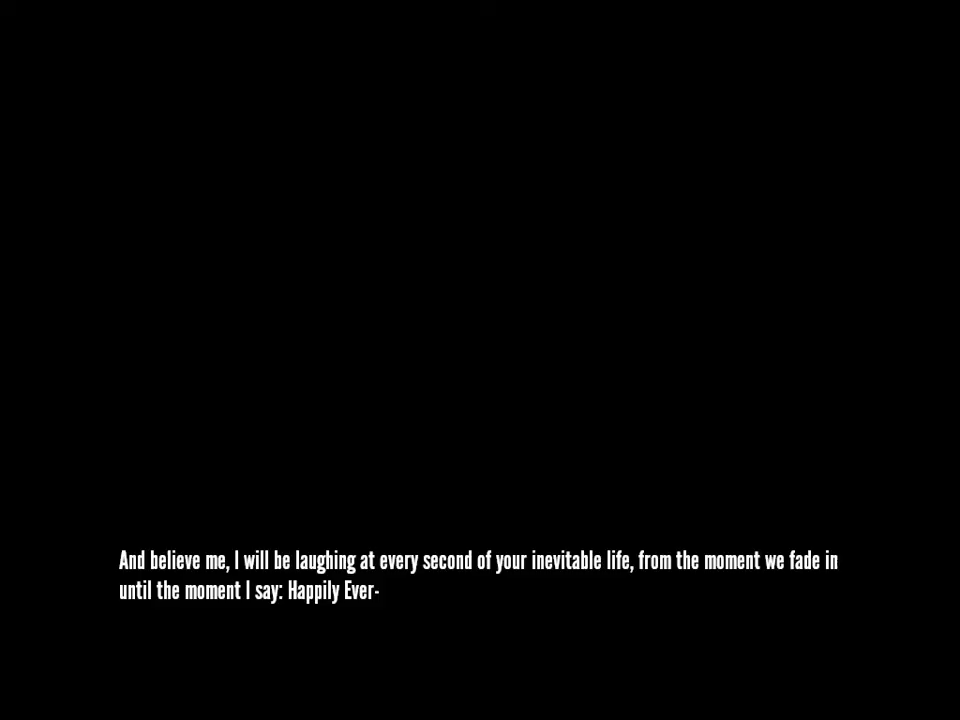 And believe me, I will be laughing at every second of your inevitable life, from the moment we fade in
until the moment I say: Happily Ever-